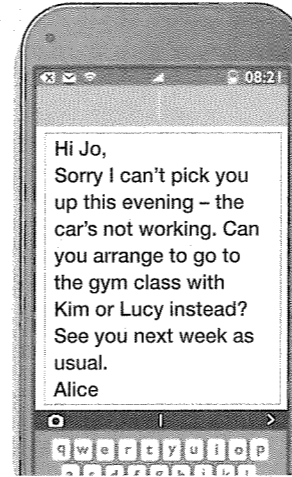 08:21
Hi Jo,
Sorry I can't pick you
up this evening – the
car's not working. Can
you arrange to go to
the gym class with
Kim or Lucy instead?
See you next week as
usual.
Alice
q w e r t y u i o p
a s d f g h j k l